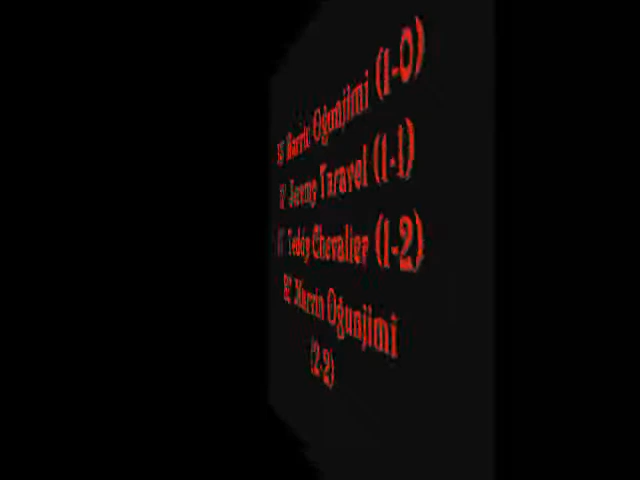 Marvin Ogunjimi (1-0)
Jeremy Taravel (1-1)
Teddy Chevalier (1-2)
Marvin Ogunjimi
(2-2)